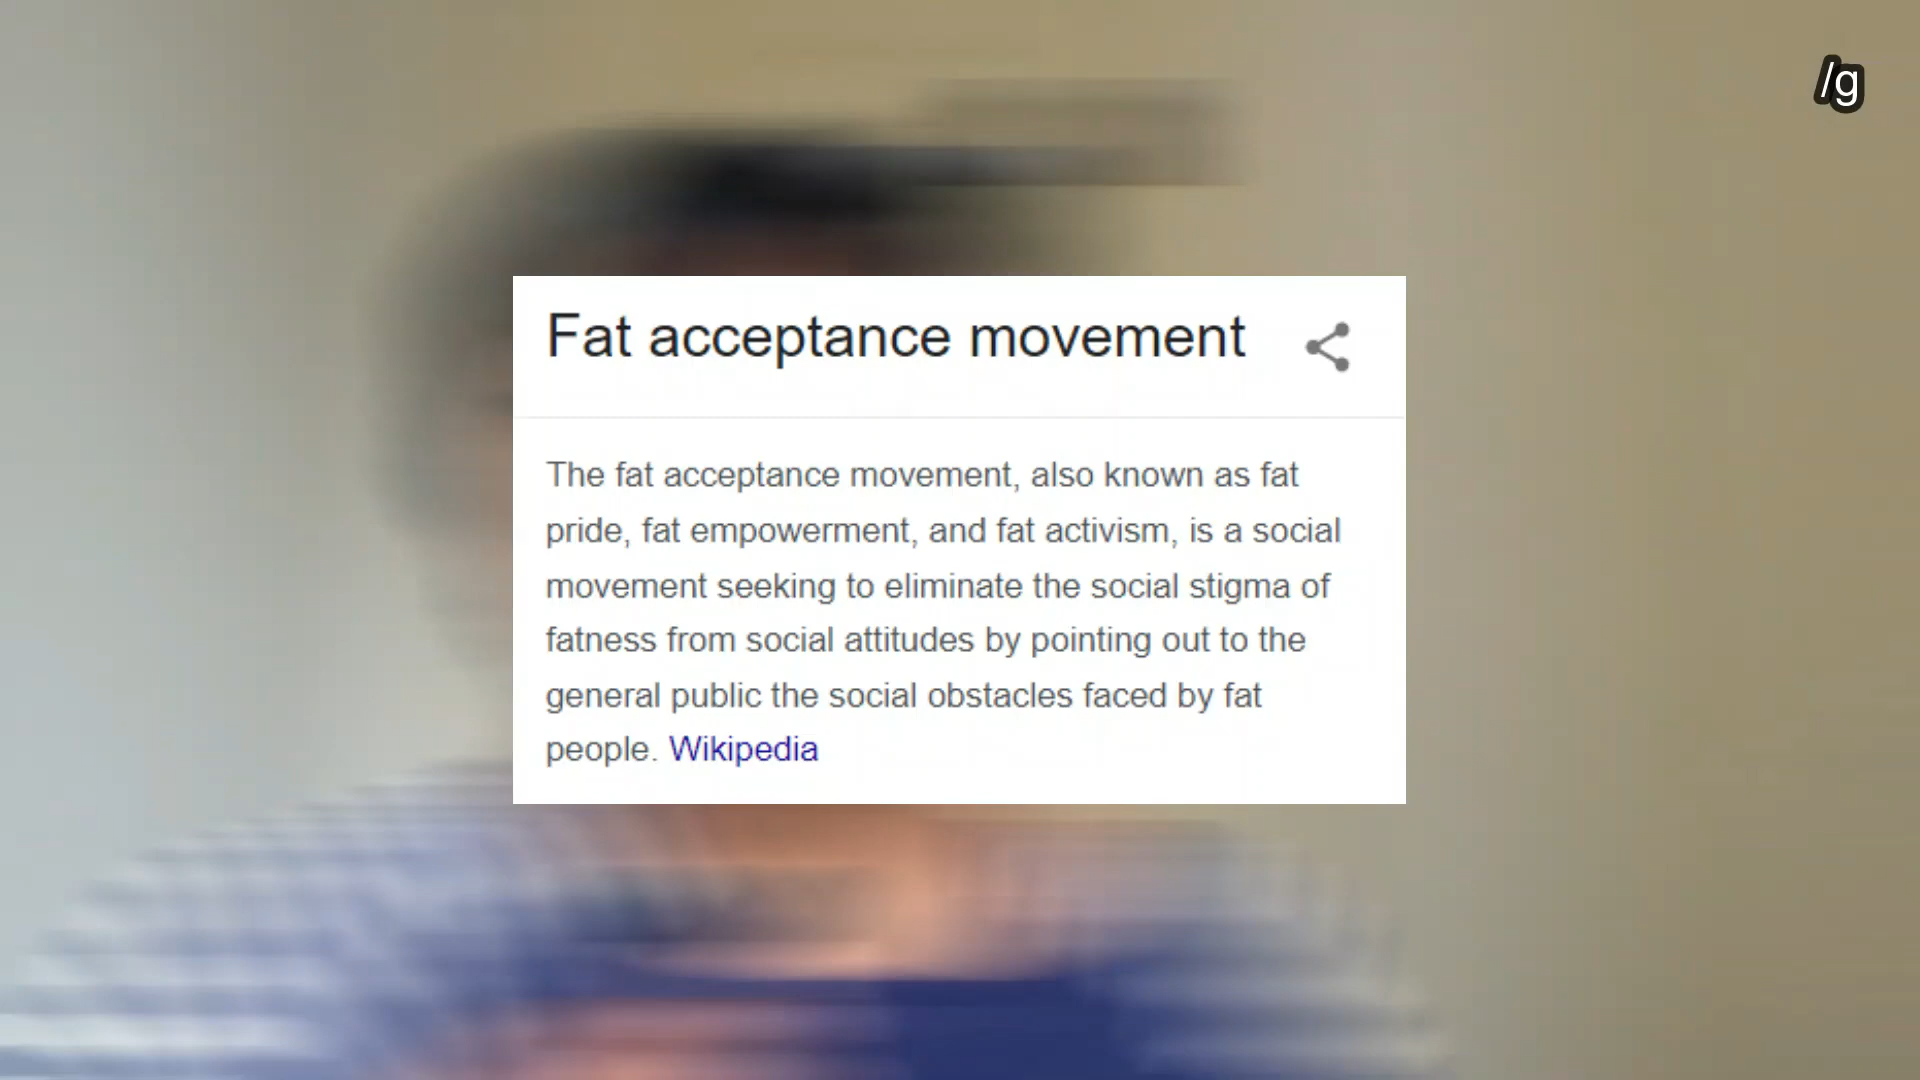 /g
Fat acceptance movement
The fat acceptance movement, also known as fat
pride, fat empowerment, and fat activism, is a social
movement seeking to eliminate the social stigma of
fatness from social attitudes by pointing out to the
general public the social obstacles faced by fat
people. Wikipedia